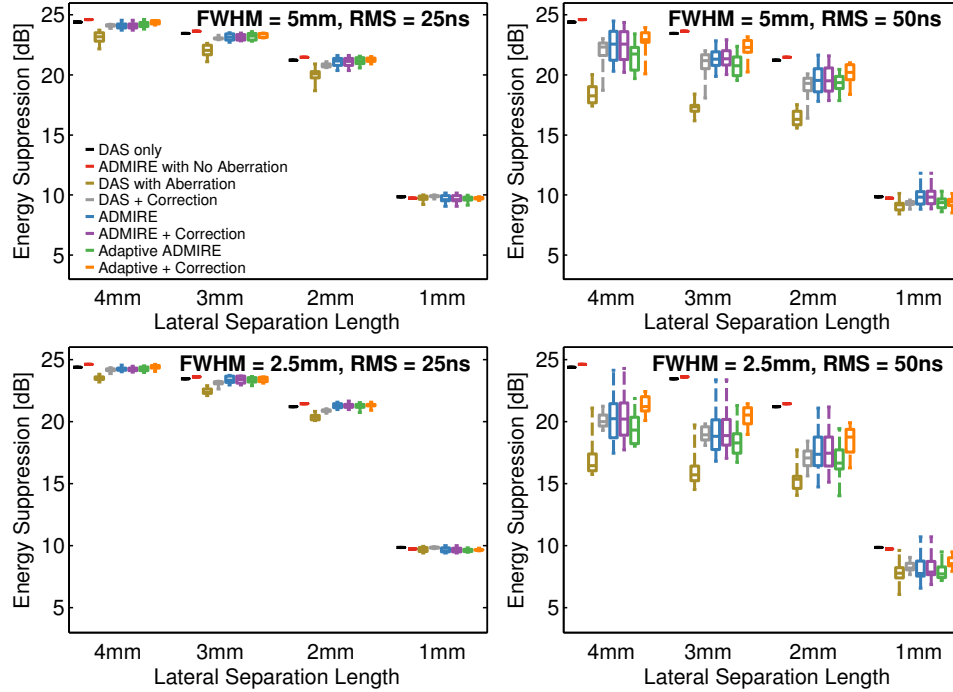 FWHM = 5mm, RMS = 25ns
Energy Suppression [dB]
25
20
15
10
5
DAS only
ADMIRE with No Aberration
DAS with Aberration
DAS + Correction
ADMIRE
ADMIRE + Correction
Adaptive ADMIRE
Adaptive + Correction
4mm 3mm 2mm 1mm
Lateral Separation Length
FWHM = 5mm, RMS = 50ns
Energy Suppression [dB]
25
20
15
10
5
4mm 3mm 2mm 1mm
Lateral Separation Length
FWHM = 2.5mm, RMS = 25ns
Energy Suppression [dB]
25
20
15
10
5
4mm 3mm 2mm 1mm
Lateral Separation Length
FWHM = 2.5mm, RMS = 50ns
Energy Suppression [dB]
25
20
15
10
5
4mm 3mm 2mm 1mm
Lateral Separation Length